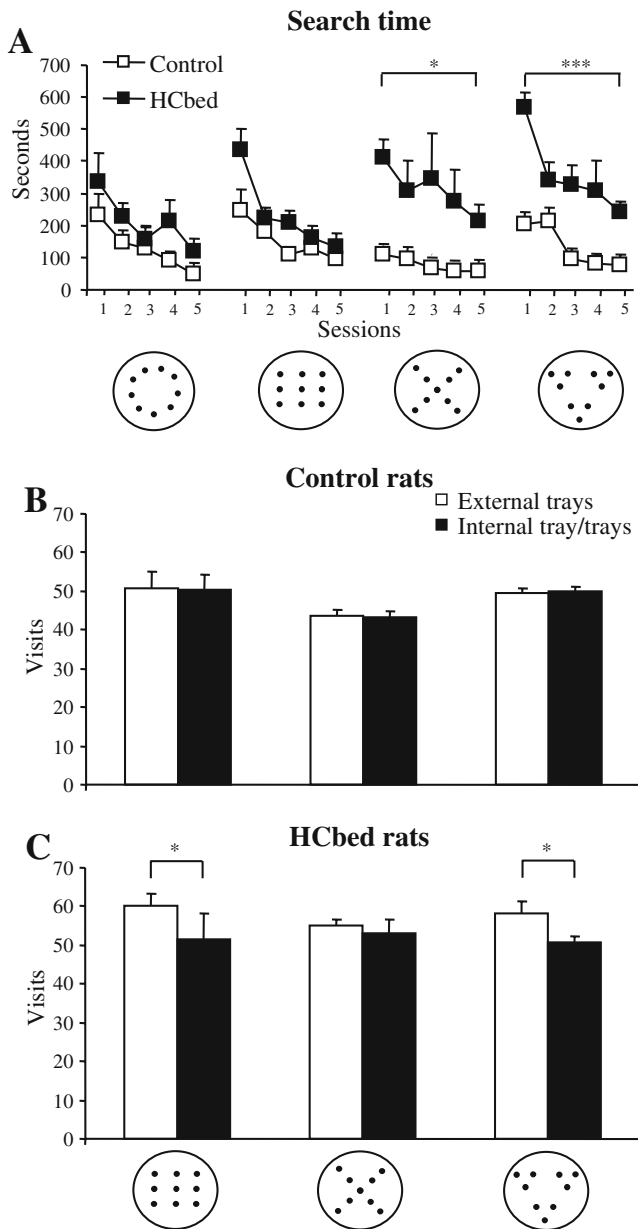 Search time
A
Control
HCbed
*
***
Seconds
700
600
500
400
300
200
100
0
1 2 3 4 5 1 2 3 4 5 1 2 3 4 5 1 2 3 4 5
Sessions
Control rats
B
External trays
Internal tray/trays
Visits
70
60
50
40
30
20
10
0
HCbed rats
C
* *
Visits
70
60
50
40
30
20
10
0